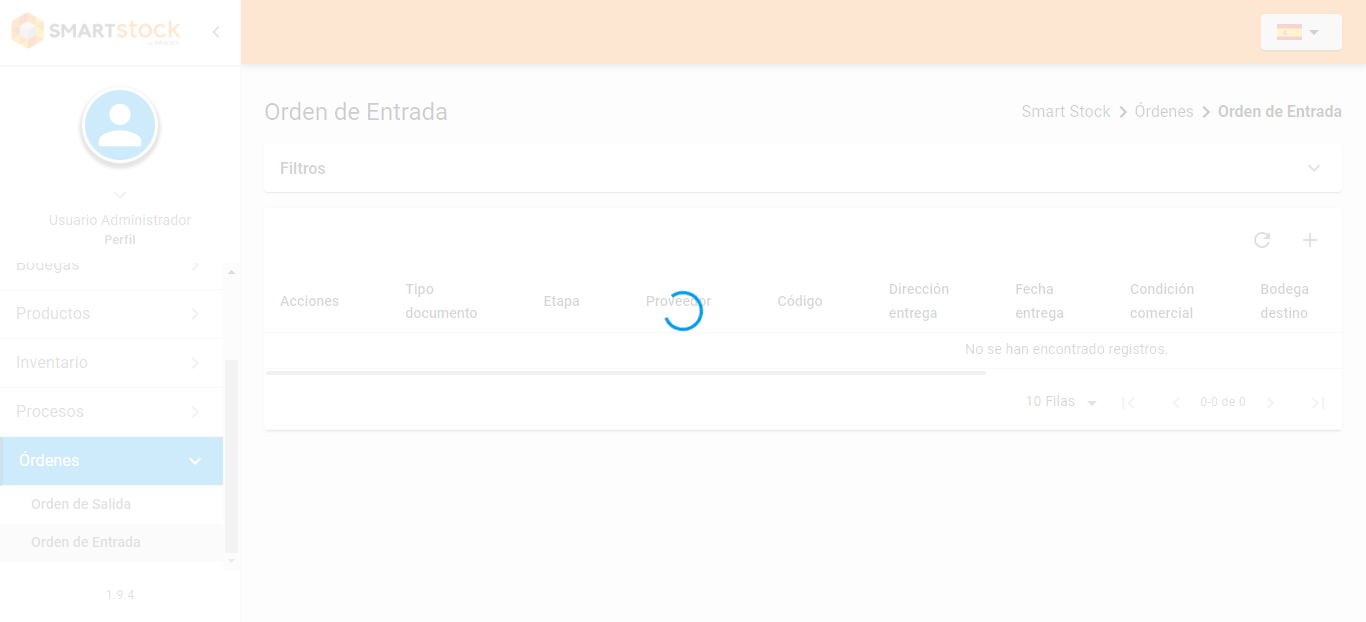 SMARTstock
Usuario Administrador
Perfil
Bodegas
Productos
Inventario
Procesos
Órdenes
Orden de Salida
Orden de Entrada
1.9.4
Orden de Entrada
Smart Stock > Órdenes > Orden de Entrada
Filtros
Acciones
Tipo
documento
Etapa
Proveedor
Código
Dirección
entrega
Fecha
entrega
Condición
comercial
Bodega
destino
No se han encontrado registros.
10 Filas
0-0 de 0